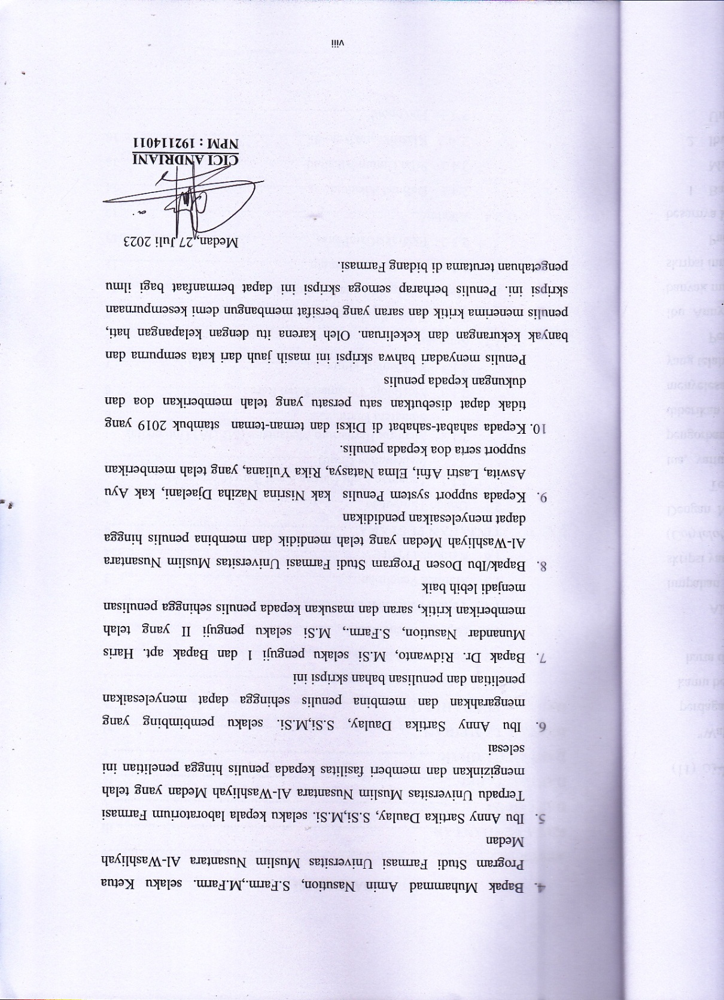 4. Bapak Muhammad Amin Nasution, S.Farm.,M.Farm. selaku Ketua
Program Studi Farmasi Universitas Muslim Nusantara Al-Washliyah
Medan
5. Ibu Anny Sartika Daulay, S.Si,M.Si. selaku kepala laboratorium Farmasi
Terpadu Universitas Muslim Nusantara Al-Washliyah Medan yang telah
mengizinkan dan memberi fasilitas kepada penulis hingga penelitian ini
selesai
6. Ibu Anny Sartika Daulay, S.Si,M.Si. selaku pembimbing yang
mengarahkan dan membina penulis sehingga dapat menyelesaikan
penelitian dan penulisan bahan skripsi ini
7. Bapak Dr. Ridwanto, M.Si selaku penguji 1 dan Bapak apt. Haris
Munandar Nasution, S.Farm., M.Si selaku penguji II yang telah
memberikan kritik, saran dan masukan kepada penulis sehingga penulisan
menjadi lebih baik
8. Bapak/Ibu Dosen Program Studi Farmasi Universitas Muslim Nusantara
Al-Washliyah Medan yang telah mendidik dan membina penulis hingga
dapat menyelesaikan pendidikan
9. Kepada support system Penulis kak Nisrina Naziha Djaelani, kak Ayu
Aswita, Lastri Afni, Elma Natasya, Rika Yuliana, yang telah memberikan
support serta doa kepada penulis.
10. Kepada sahabat-sahabat di Diksi dan teman-teman stambuk 2019 yang
tidak dapat disebutkan satu persatu yang telah memberikan doa dan
dukungan kepada penulis
Penulis menyadari bahwa skripsi ini masih jauh dari kata sempurna dan
banyak kekurangan dan kekeliruan. Oleh karena itu dengan kelapangan hati,
penulis menerima kritik dan saran yang bersifat membangun demi kesempurnaan
skripsi ini. Penulis berharap semoga skripsi ini dapat bermanfaat bagi ilmu
pengetahuan terutama di bidang Farmasi.
Medan, 27 Juli 2023
CICI ANDRIANI
NPM : 192114011
viii